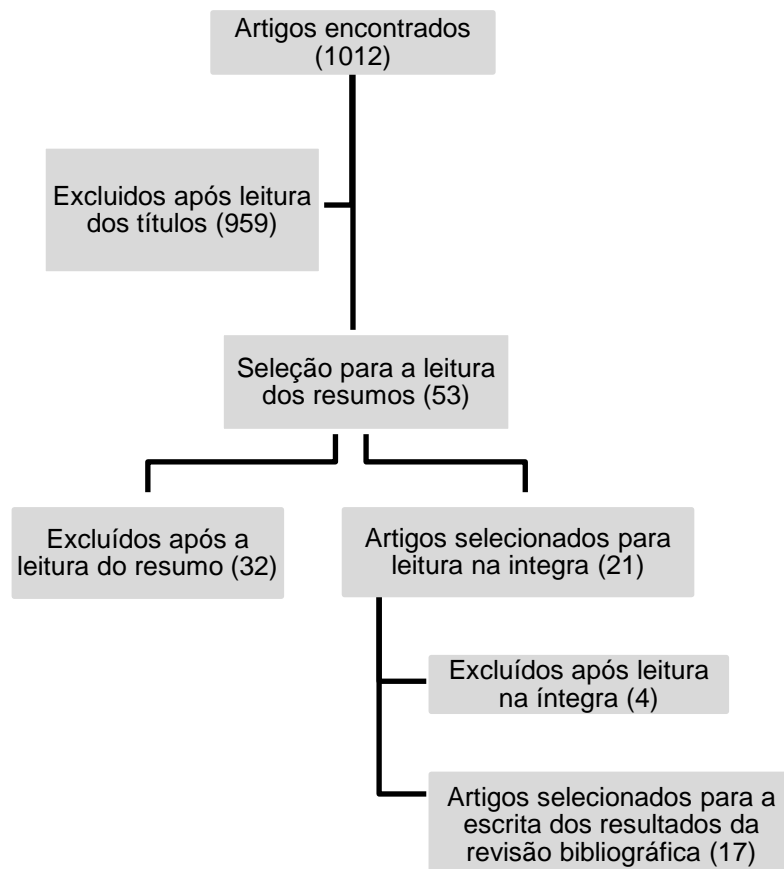 Artigos encontrados
(1012)
Excluidos após leitura
dos títulos (959)
Seleção para a leitura
dos resumos (53)
Excluídos após a
leitura do resumo (32)
Artigos selecionados para
leitura na integra (21)
Excluídos após leitura
na íntegra (4)
Artigos selecionados para a
escrita dos resultados da
revisão bibliográfica (17)